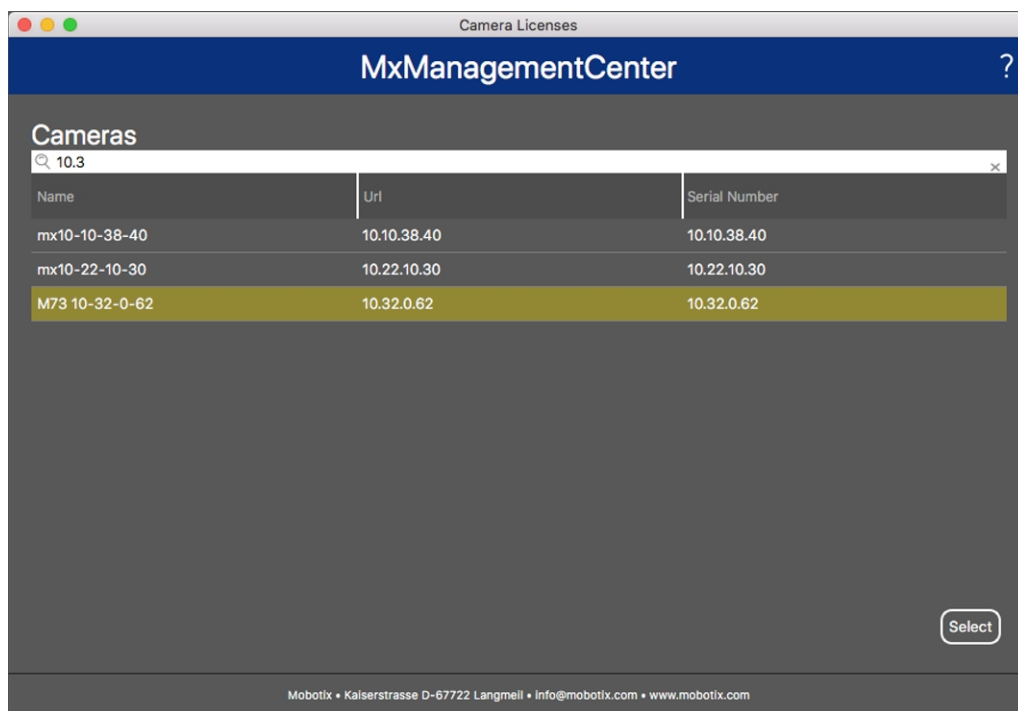 Camera Licenses
MxManagementCenter ?
Cameras
10.3 ×
Name Url Serial Number
mx10-10-38-40 10.10.38.40 10.10.38.40
mx10-22-10-30 10.22.10.30 10.22.10.30
M73 10-32-0-62 10.32.0.62 10.32.0.62
Select
Mobotix • Kaiserstrasse D-67722 Langmeil • info@mobotix.com • www.mobotix.com